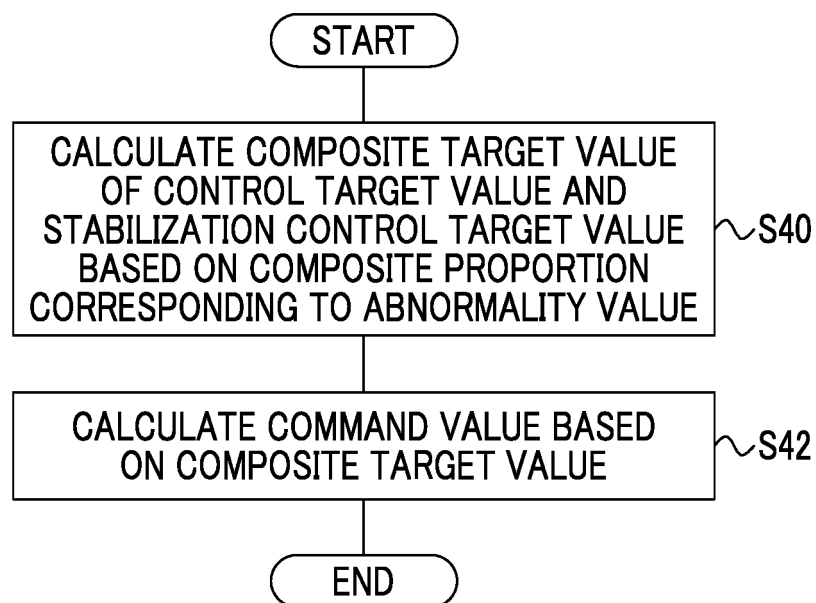 START
CALCULATE COMPOSITE TARGET VALUE
OF CONTROL TARGET VALUE AND
STABILIZATION CONTROL TARGET VALUE
BASED ON COMPOSITE PROPORTION
CORRESPONDING TO ABNORMALITY VALUE
S40
CALCULATE COMMAND VALUE BASED
ON COMPOSITE TARGET VALUE
S42
END